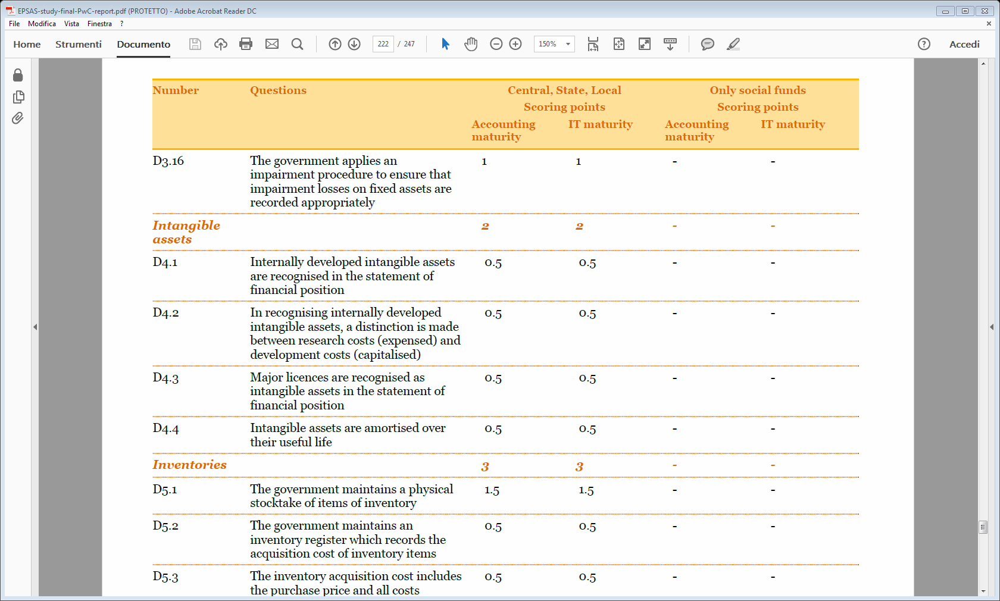 EPSAS-study-final-PwC-report.pdf (PROTETTO) - Adobe Acrobat Reader DC
File Modifica Vista Finestra ?
Home Strumenti Documento 222 / 247 150% Accedi
Number Questions Central, State, Local Only social funds
Scoring points Scoring points
Accounting IT maturity Accounting IT maturity
maturity maturity
D3.16 The government applies an 1 1 - -
impairment procedure to ensure that
impairment losses on fixed assets are
recorded appropriately
Intangible 2 2 - -
assets
D4.1 Internally developed intangible assets 0.5 0.5 - -
are recognised in the statement of
financial position
D4.2 In recognising internally developed 0.5 0.5 - -
intangible assets, a distinction is made
between research costs (expensed) and
development costs (capitalised)
D4.3 Major licences are recognised as 0.5 0.5 - -
intangible assets in the statement of
financial position
D4.4 Intangible assets are amortised over 0.5 0.5 - -
their useful life
Inventories 3 3 - -
D5.1 The government maintains a physical 1.5 1.5 - -
stocktake of items of inventory
D5.2 The government maintains an 0.5 0.5 - -
inventory register which records the
acquisition cost of inventory items
D5.3 The inventory acquisition cost includes 0.5 0.5 - -
the purchase price and all costs